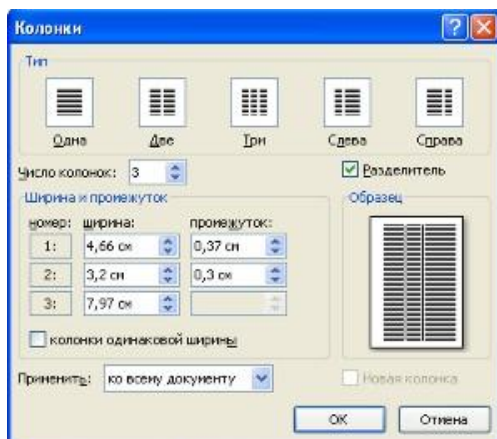 Колонки
Тип
Одна Две Три Слева Справа
Число колонок: 3 Разделитель
Ширина и промежуток Образец
номер: ширина: промежуток:
1: 4,66 см 0,37 см
2: 3,2 см 0,3 см
3: 7,97 см
колонки одинаковой ширины
Применить: ко всему документу Новая колонка
ОК Отмена